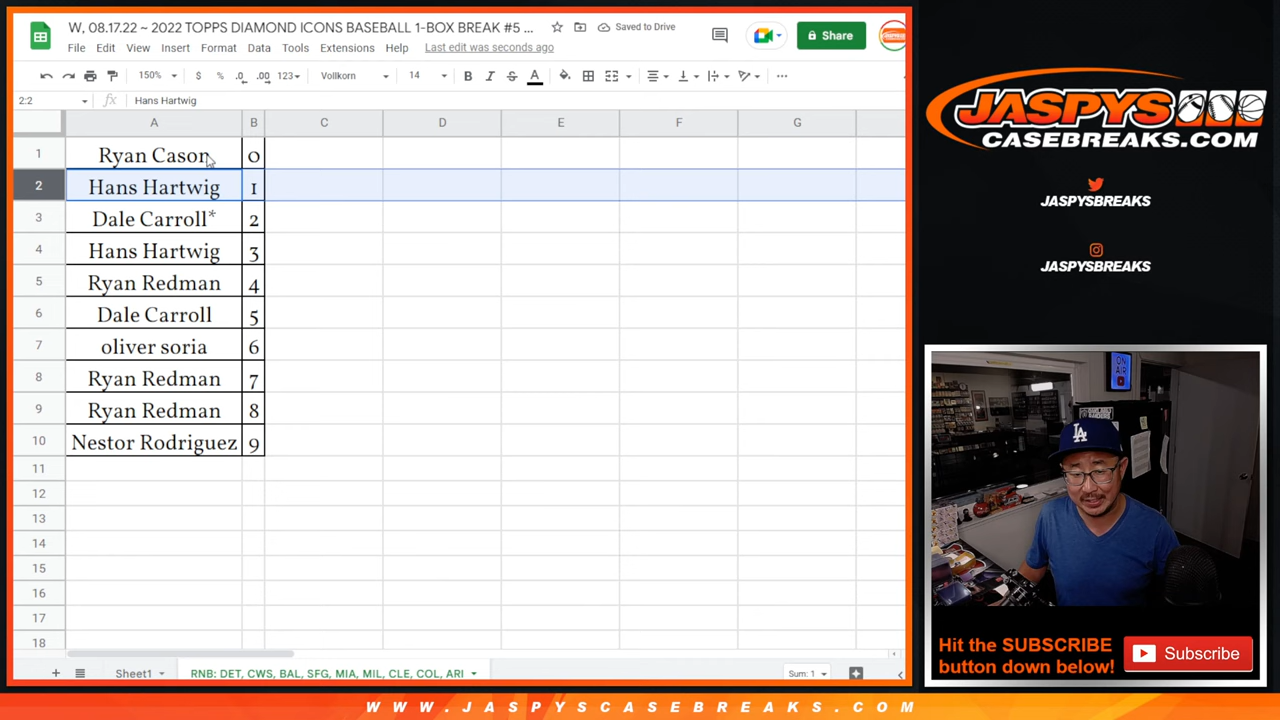 W, 08.17.22 ~ 2022 TOPPS DIAMOND ICONS BASEBALL 1-BOX BREAK #5 ...
Saved to Drive
Share
File Edit View Insert Format Data Tools Extensions Help Last edit was seconds ago
150% $ % .0 .00 123 Vollkorn 14 B I S A
2:2 fx Hans Hartwig
A B C D E F G
1 Ryan Cason 0
2 Hans Hartwig 1
3 Dale Carroll* 2
4 Hans Hartwig 3
5 Ryan Redman 4
6 Dale Carroll 5
7 oliver soria 6
8 Ryan Redman 7
9 Ryan Redman 8
10 Nestor Rodriguez 9
11
12
13
14
15
16
17
18
Sheet1 RNB: DET, CWS, BAL, SFG, MIA, MIL, CLE, COL, ARI
Sum: 1
JASPYS
CASEBREAKS.COM
JASPYSBREAKS
JASPYSBREAKS
ON
AIR
LA
Hit the SUBSCRIBE
button down below!
Subscribe
WWW.JASPYSCASEBREAKS.COM